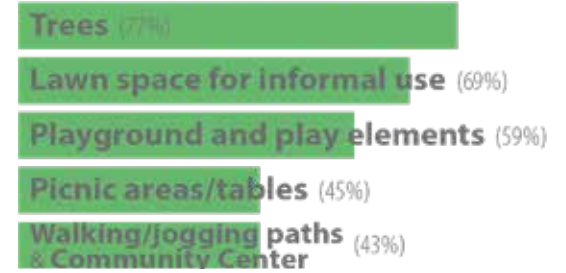 Trees (77%)
Lawn space for informal use (69%)
Playground and play elements (59%)
Picnic areas/tables (45%)
Walking/jogging paths (43%)
& Community Center